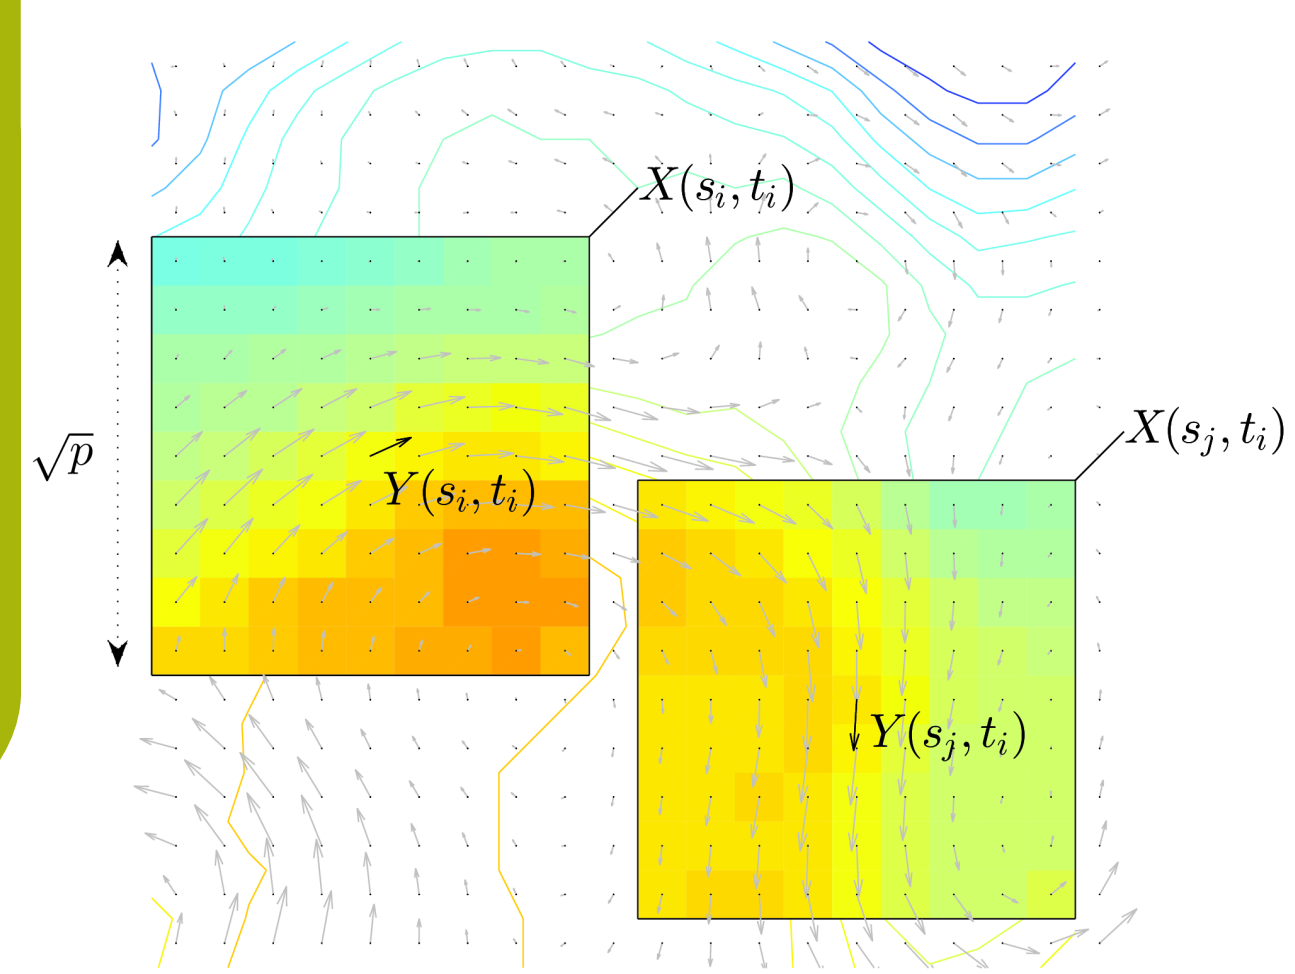 X(s_i, t_i)
X(s_j, t_i)
√p
Y(s_i, t_i)
Y(s_j, t_i)